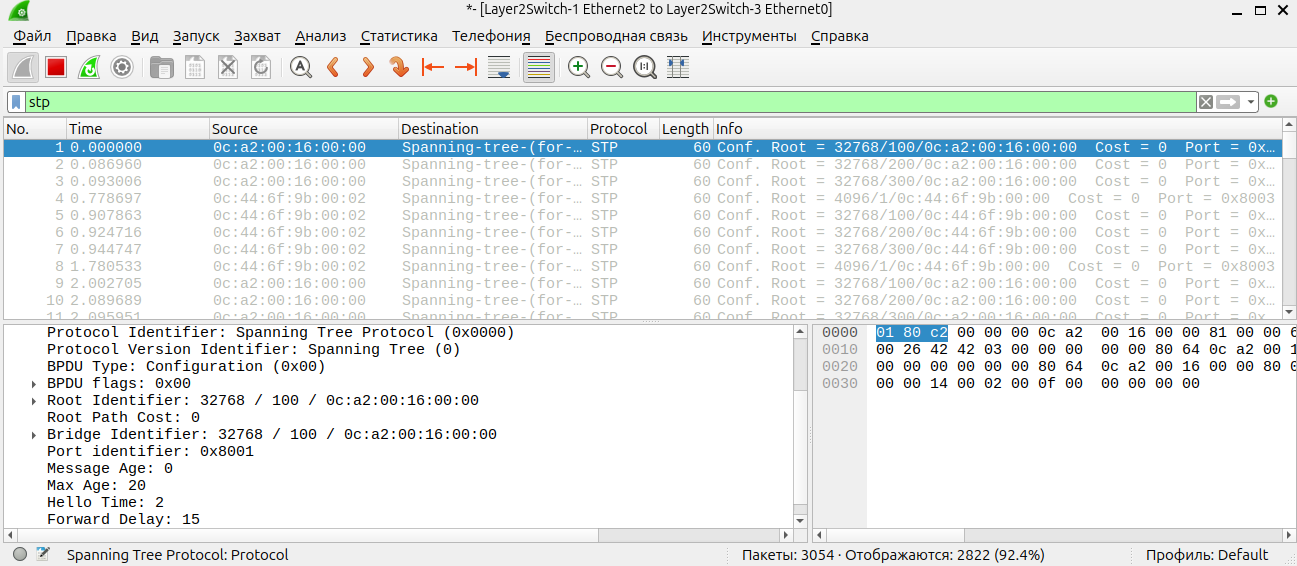 *- [Layer2Switch-1 Ethernet2 to Layer2Switch-3 Ethernet0]
Файл Правка Вид Запуск Захват Анализ Статистика Телефония Беспроводная связь Инструменты Справка
stp
No. Time Source Destination Protocol Length Info
1 0.000000 0c:a2:00:16:00:00 Spanning-tree-(for-… STP 60 Conf. Root = 32768/100/0c:a2:00:16:00:00 Cost = 0 Port = 0x…
2 0.086960 0c:a2:00:16:00:00 Spanning-tree-(for-… STP 60 Conf. Root = 32768/200/0c:a2:00:16:00:00 Cost = 0 Port = 0x…
3 0.093006 0c:a2:00:16:00:00 Spanning-tree-(for-… STP 60 Conf. Root = 32768/300/0c:a2:00:16:00:00 Cost = 0 Port = 0x…
4 0.778697 0c:44:6f:9b:00:02 Spanning-tree-(for-… STP 60 Conf. Root = 4096/1/0c:44:6f:9b:00:00 Cost = 0 Port = 0x8003
5 0.907863 0c:44:6f:9b:00:02 Spanning-tree-(for-… STP 60 Conf. Root = 32768/100/0c:a2:00:16:00:00 Cost = 0 Port = 0x…
6 0.924716 0c:44:6f:9b:00:02 Spanning-tree-(for-… STP 60 Conf. Root = 32768/200/0c:a2:00:16:00:00 Cost = 0 Port = 0x…
7 0.944747 0c:44:6f:9b:00:02 Spanning-tree-(for-… STP 60 Conf. Root = 32768/300/0c:a2:00:16:00:00 Cost = 0 Port = 0x…
8 1.780533 0c:44:6f:9b:00:02 Spanning-tree-(for-… STP 60 Conf. Root = 4096/1/0c:44:6f:9b:00:00 Cost = 0 Port = 0x8003
9 2.002705 0c:a2:00:16:00:00 Spanning-tree-(for-… STP 60 Conf. Root = 32768/100/0c:a2:00:16:00:00 Cost = 0 Port = 0x…
10 2.089689 0c:a2:00:16:00:00 Spanning-tree-(for-… STP 60 Conf. Root = 32768/200/0c:a2:00:16:00:00 Cost = 0 Port = 0x…
11 2.095951 0c:a2:00:16:00:00 Spanning-tree-(for-… STP 60 Conf. Root = 32768/300/0c:a2:00:16:00:00 Cost = 0 Port = 0x…
Protocol Identifier: Spanning Tree Protocol (0x0000)
Protocol Version Identifier: Spanning Tree (0)
BPDU Type: Configuration (0x00)
BPDU flags: 0x00
Root Identifier: 32768 / 100 / 0c:a2:00:16:00:00
Root Path Cost: 0
Bridge Identifier: 32768 / 100 / 0c:a2:00:16:00:00
Port identifier: 0x8001
Message Age: 0
Max Age: 20
Hello Time: 2
Forward Delay: 15
0000 01 80 c2 00 00 00 0c a2 00 16 00 00 81 00 00 6
0010 00 26 42 42 03 00 00 00 00 00 80 64 0c a2 00 1
0020 00 00 00 00 00 00 80 64 0c a2 00 16 00 00 80 0
0030 00 00 14 00 02 00 0f 00 00 00 00 00
Spanning Tree Protocol: Protocol
Пакеты: 3054 · Отображаются: 2822 (92.4%)
Профиль: Default